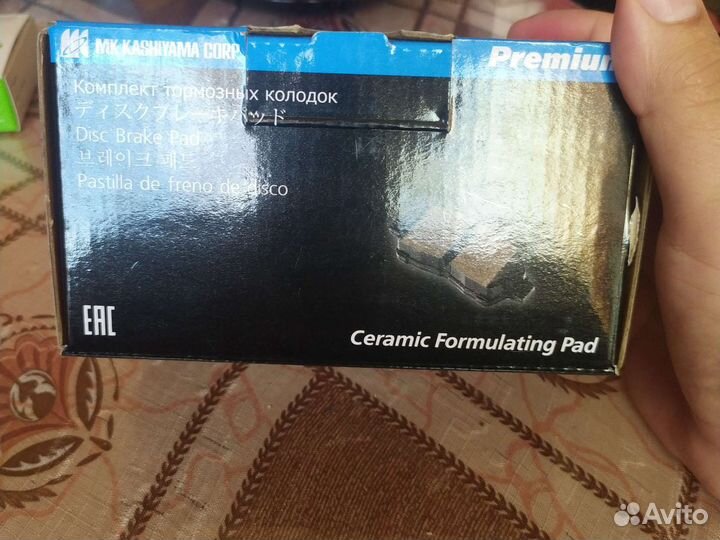 MK KASHIYAMA CORP
Premium
Комплект тормозных колодок
ディスクブレーキパッド
Disc Brake Pad
브레이크 패드
Pastilla de freno de disco
EAC
Ceramic Formulating Pad
Avito